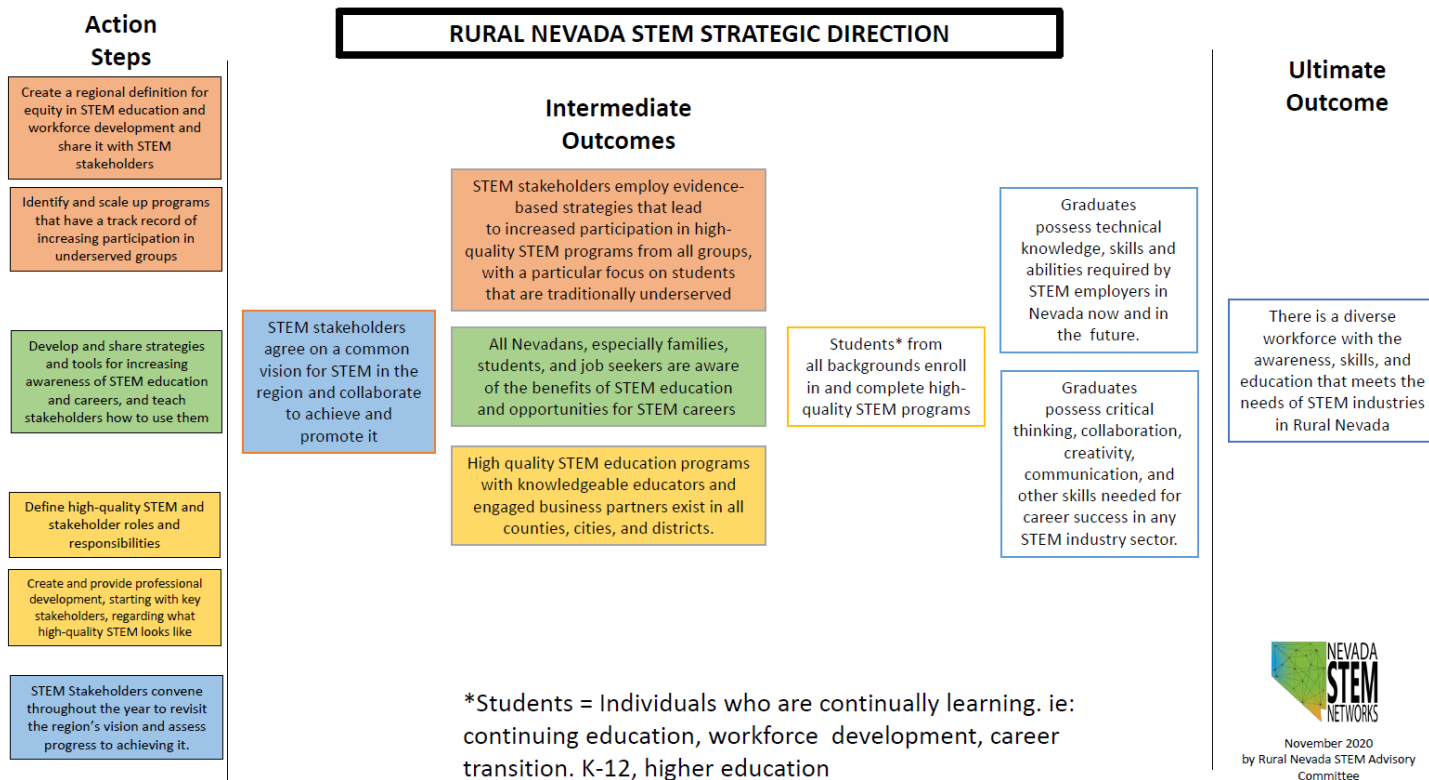 RURAL NEVADA STEM STRATEGIC DIRECTION
Action
Steps
Create a regional definition for
equity in STEM education and
workforce development and
share it with STEM
stakeholders
Identify and scale up programs
that have a track record of
increasing participation in
underserved groups
Develop and share strategies
and tools for increasing
awareness of STEM education
and careers, and teach
stakeholders how to use them
Define high-quality STEM and
stakeholder roles and
responsibilities
Create and provide professional
development, starting with key
stakeholders, regarding what
high-quality STEM looks like
STEM Stakeholders convene
throughout the year to revisit
the region's vision and assess
progress to achieving it.
Intermediate
Outcomes
STEM stakeholders
agree on a common
vision for STEM in the
region and collaborate
to achieve and
promote it
STEM stakeholders employ evidence-
based strategies that lead
to increased participation in high-
quality STEM programs from all groups,
with a particular focus on students
that are traditionally underserved
All Nevadans, especially families,
students, and job seekers are aware
of the benefits of STEM education
and opportunities for STEM careers
High quality STEM education programs
with knowledgeable educators and
engaged business partners exist in all
counties, cities, and districts.
Students* from
all backgrounds enroll
in and complete high-
quality STEM programs
Graduates
possess technical
knowledge, skills and
abilities required by
STEM employers in
Nevada now and in
the future.
Graduates
possess critical
thinking, collaboration,
creativity,
communication, and
other skills needed for
career success in any
STEM industry sector.
Ultimate
Outcome
There is a diverse
workforce with the
awareness, skills, and
education that meets the
needs of STEM industries
in Rural Nevada
*Students = Individuals who are continually learning. ie:
continuing education, workforce development, career
transition. K-12, higher education
NEVADA
STEM
NETWORKS
November 2020
by Rural Nevada STEM Advisory
Committee